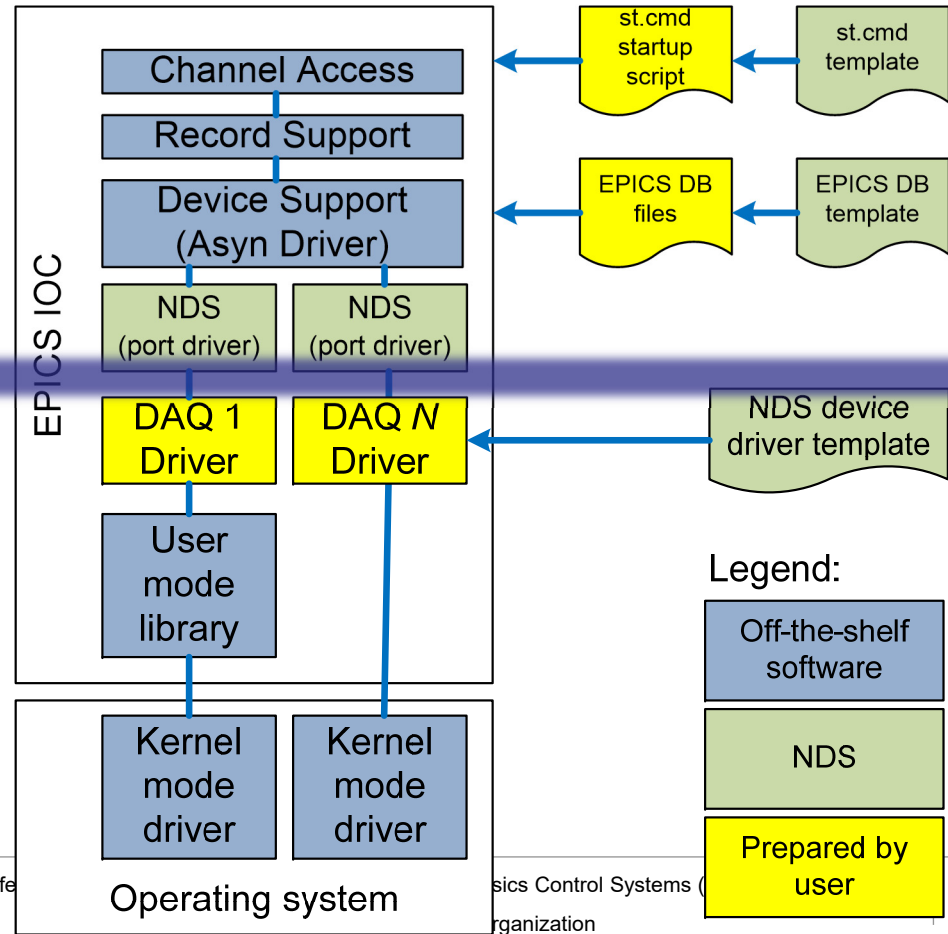 EPICS IOC
Channel Access
Record Support
Device Support
(Asyn Driver)
NDS
(port driver)
NDS
(port driver)
DAQ 1
Driver
DAQ N
Driver
User
mode
library
Kernel
mode
driver
Kernel
mode
driver
Operating system
st.cmd
startup
script
st.cmd
template
EPICS DB
files
EPICS DB
template
NDS device
driver template
Legend:
Off-the-shelf
software
NDS
Prepared by
user
sics Control Systems (
rganization